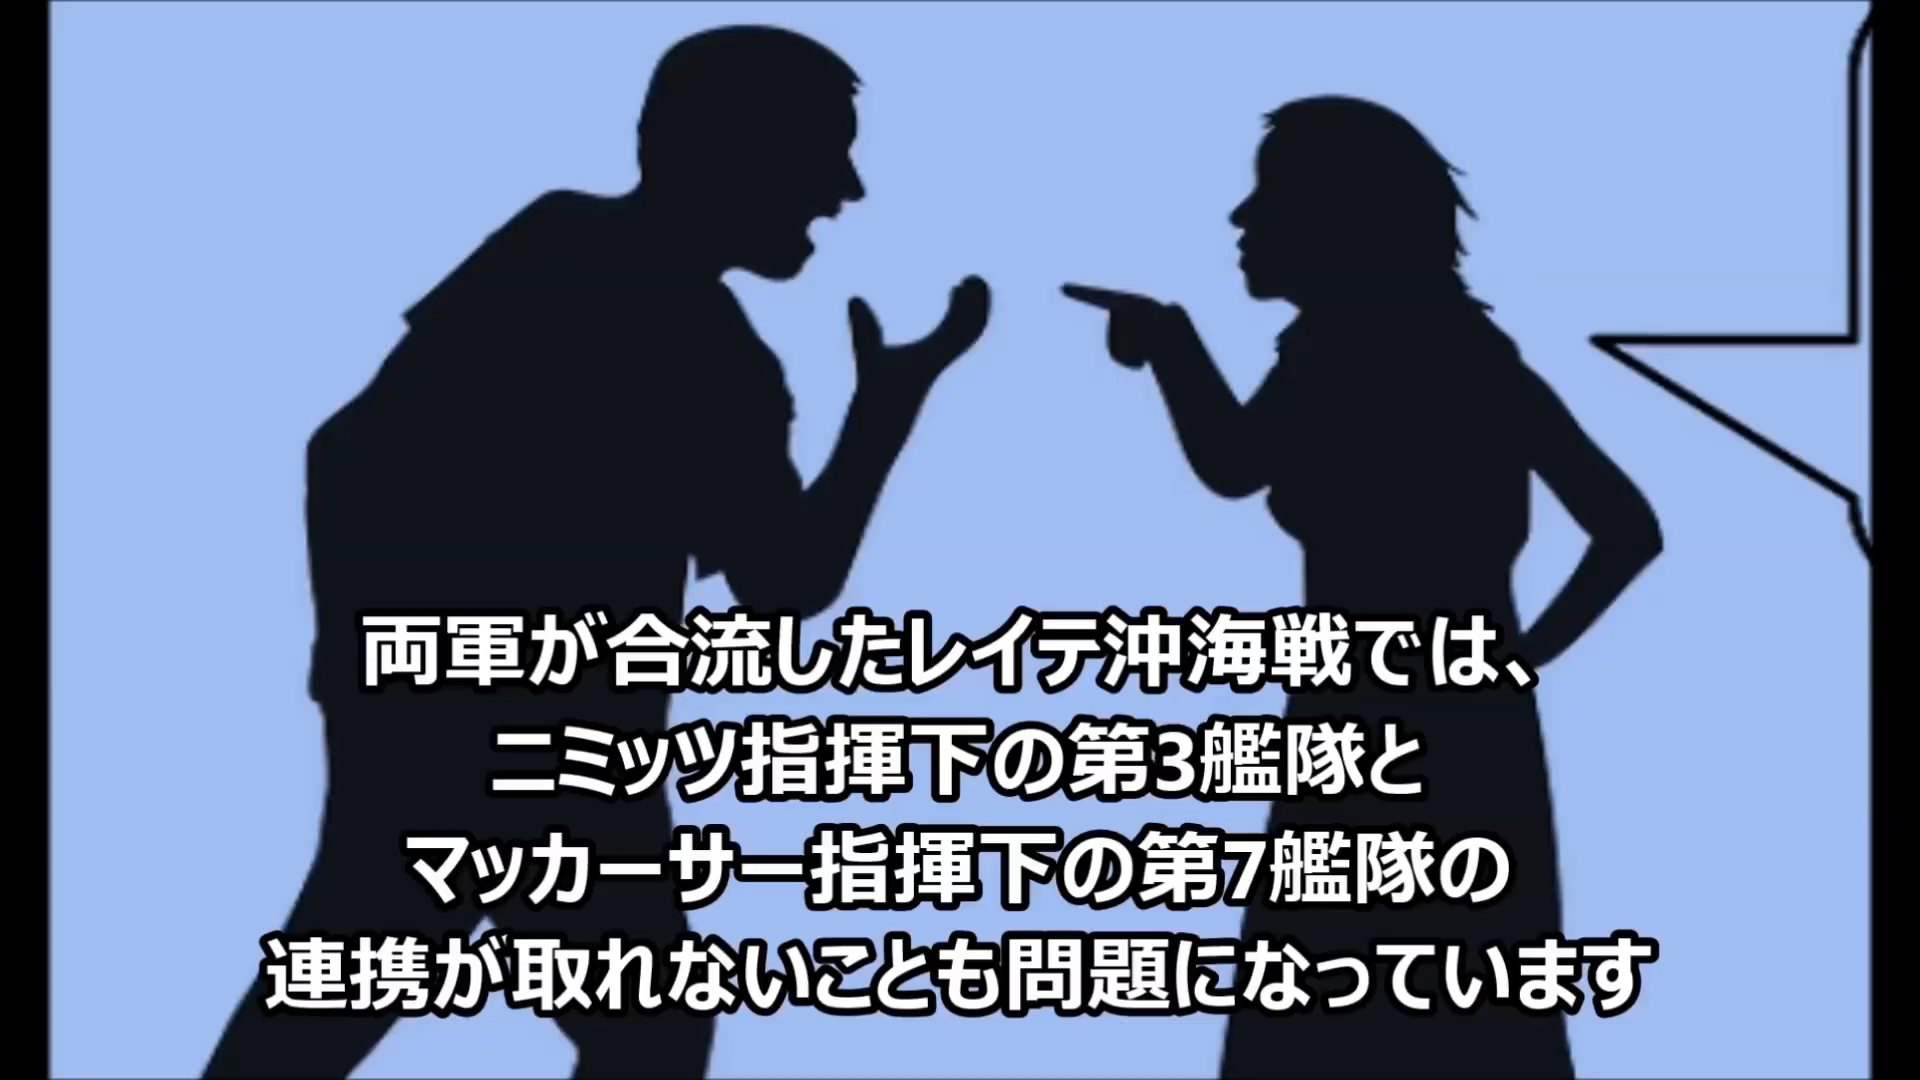 両軍が合流したレイテ沖海戦では、
ニミッツ指揮下の第3艦隊と
マッカーサー指揮下の第7艦隊の
連携が取れないことも問題になっています